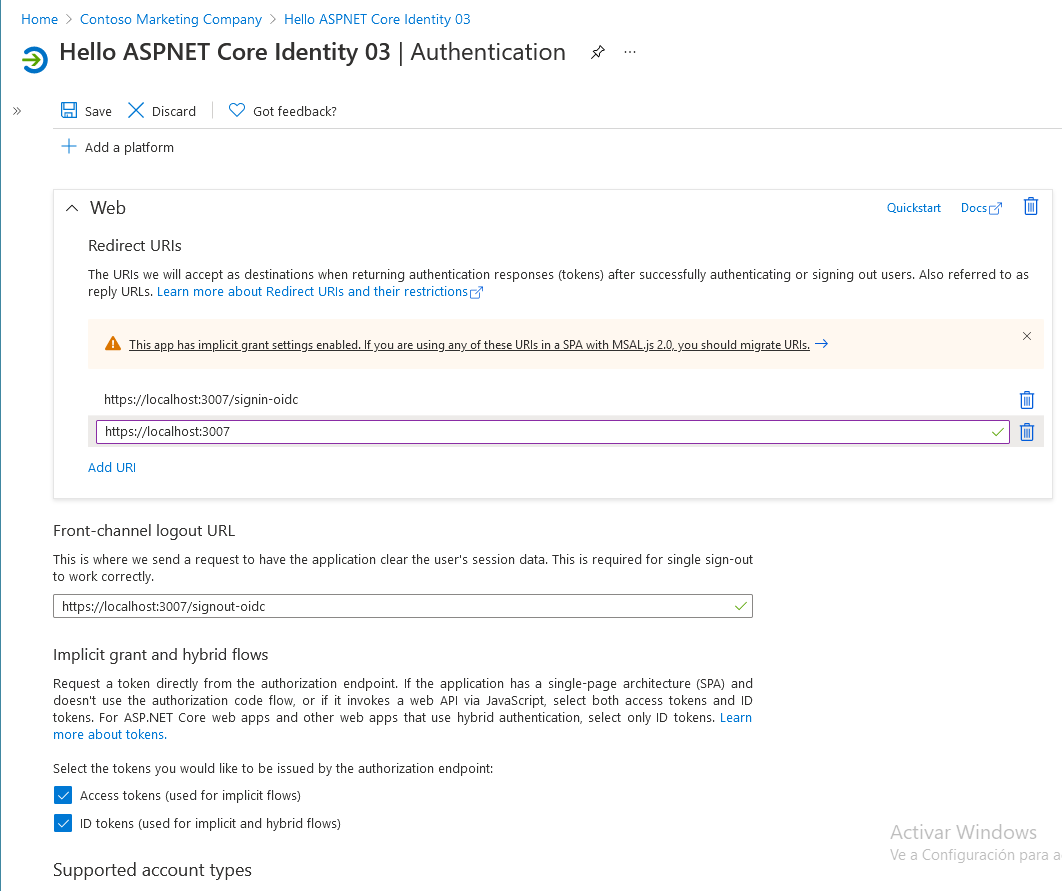 Home > Contoso Marketing Company > Hello ASPNET Core Identity 03
Hello ASPNET Core Identity 03 | Authentication
Save Discard Got feedback?
Add a platform
Web Quickstart Docs
Redirect URIs
The URIs we will accept as destinations when returning authentication responses (tokens) after successfully authenticating or signing out users. Also referred to as
reply URLs. Learn more about Redirect URIs and their restrictions
This app has implicit grant settings enabled. If you are using any of these URIs in a SPA with MSAL.js 2.0, you should migrate URIs.
https://localhost:3007/signin-oidc
https://localhost:3007
Add URI
Front-channel logout URL
This is where we send a request to have the application clear the user's session data. This is required for single sign-out
to work correctly.
https://localhost:3007/signout-oidc
Implicit grant and hybrid flows
Request a token directly from the authorization endpoint. If the application has a single-page architecture (SPA) and
doesn't use the authorization code flow, or if it invokes a web API via JavaScript, select both access tokens and ID
tokens. For ASP.NET Core web apps and other web apps that use hybrid authentication, select only ID tokens. Learn
more about tokens.
Select the tokens you would like to be issued by the authorization endpoint:
Access tokens (used for implicit flows)
ID tokens (used for implicit and hybrid flows)
Activar Windows
Ve a Configuración para a
Supported account types